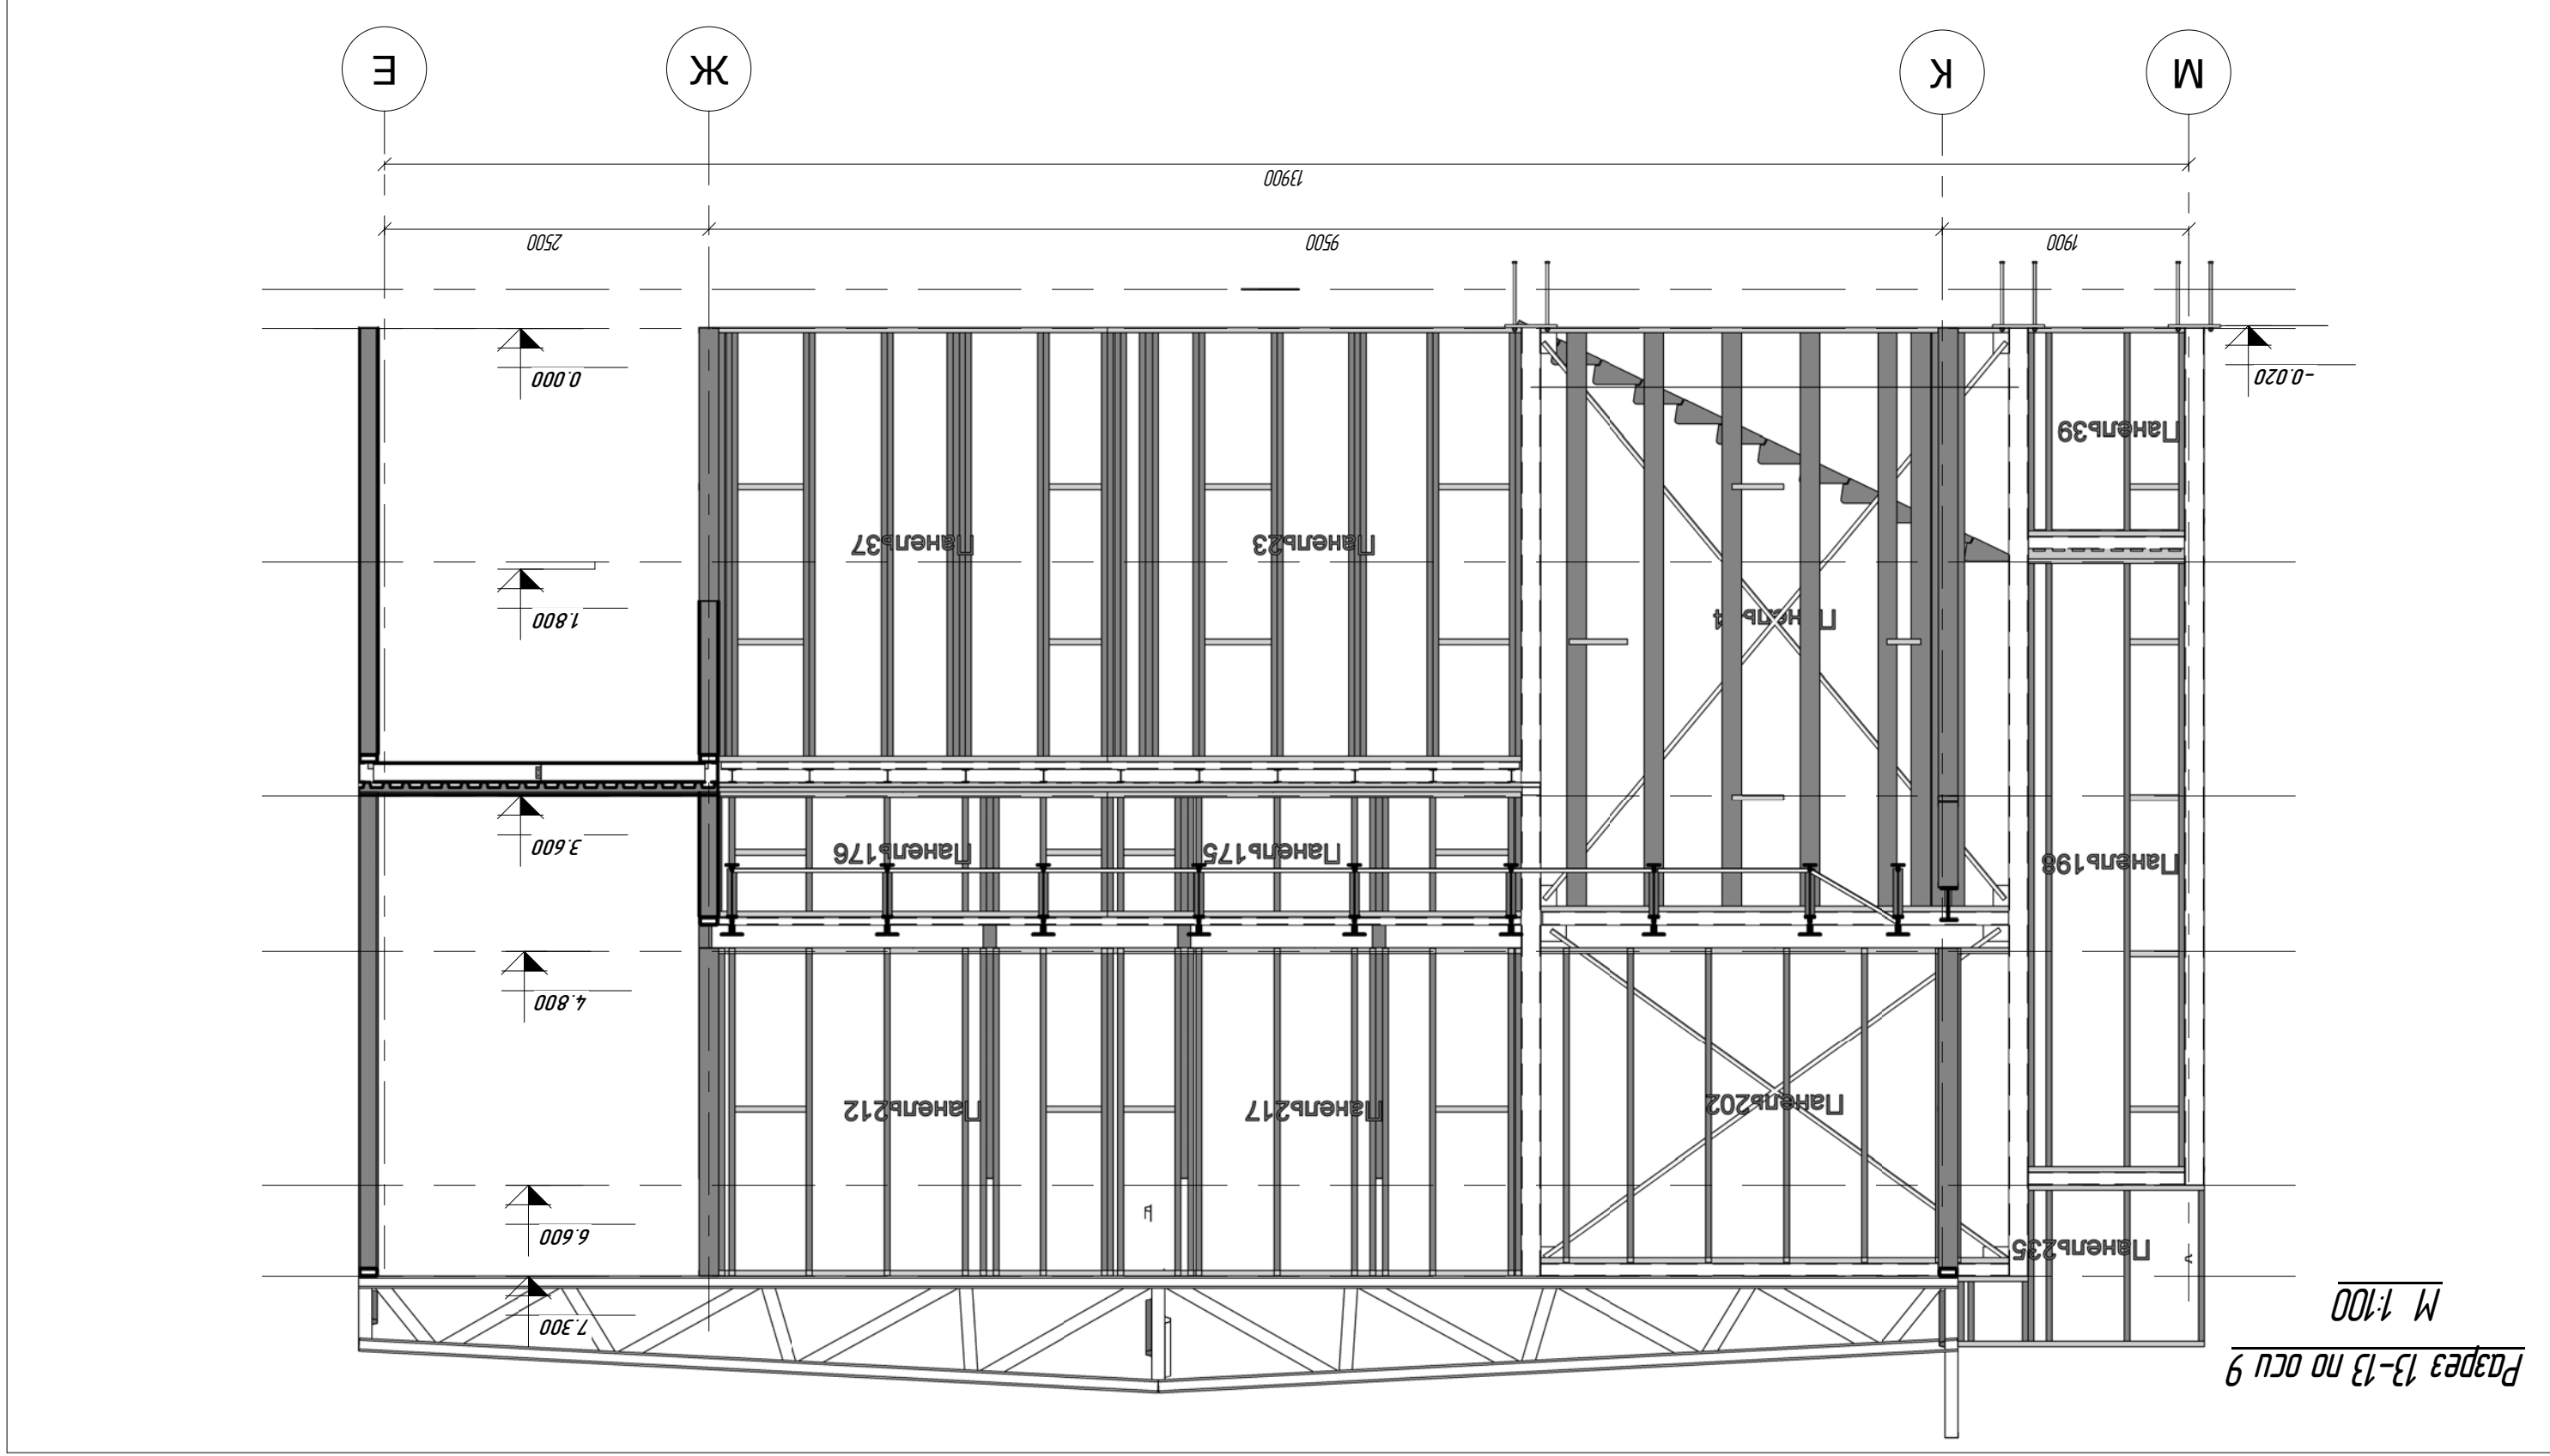 Разрез 13-13 по оси 9
М 1:100
7.300
Панель235
6.600
Панель202
Панель217
Панель212
4.800
Панель198
Панель175
Панель176
3.600
Панель4
1.800
Панель23
Панель37
Панель39
-0.020
0.000
1900
9500
2500
13900
М
К
Ж
Е